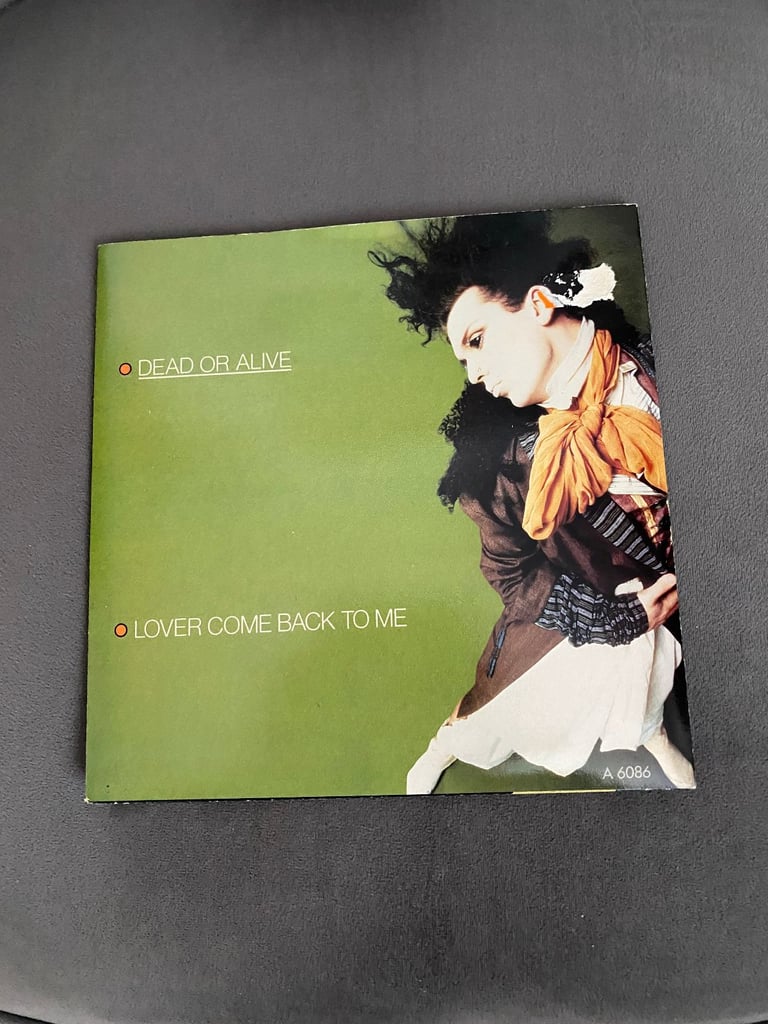 DEAD OR ALIVE
LOVER COME BACK TO ME
A 6086